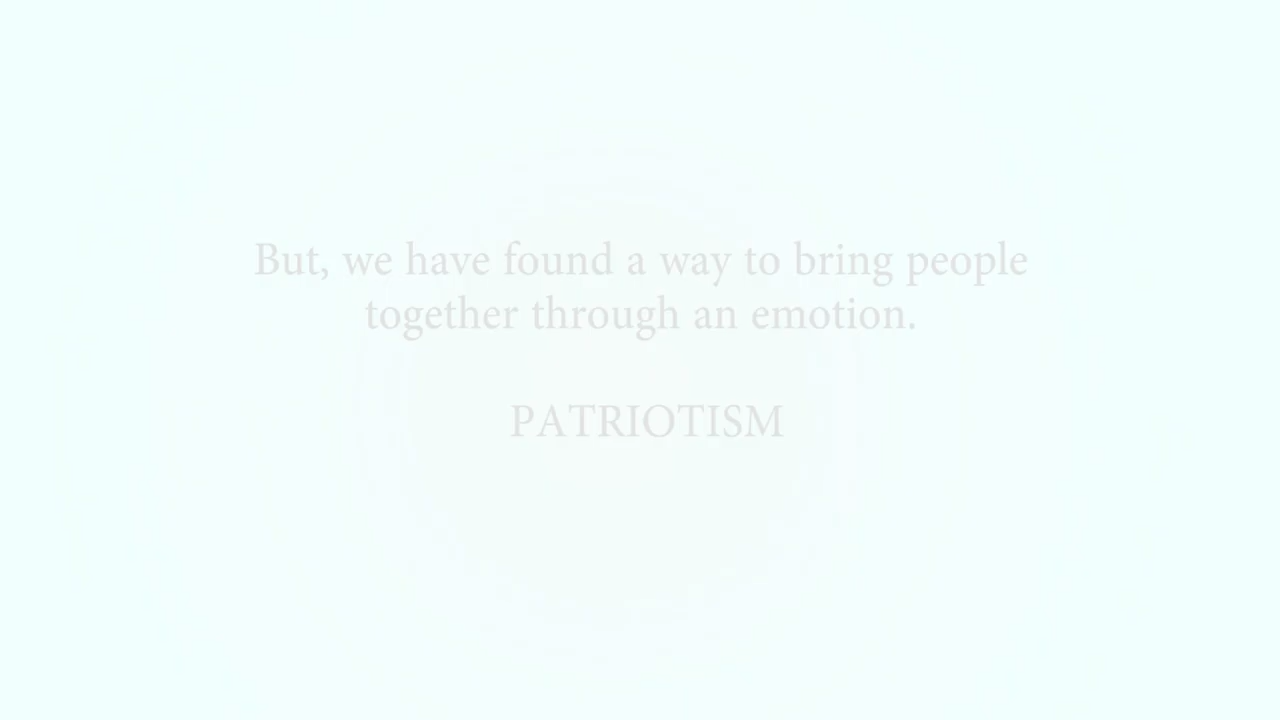 But, we have found a way to bring people
together through an emotion.
PATRIOTISM